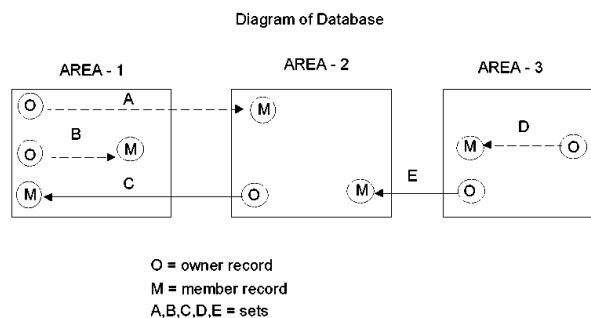 Diagram of Database
AREA - 1
AREA - 2
AREA - 3
O
A
M
B
O
M
D
M
O
M
C
O
M
E
O
O = owner record
M = member record
A,B,C,D,E = sets